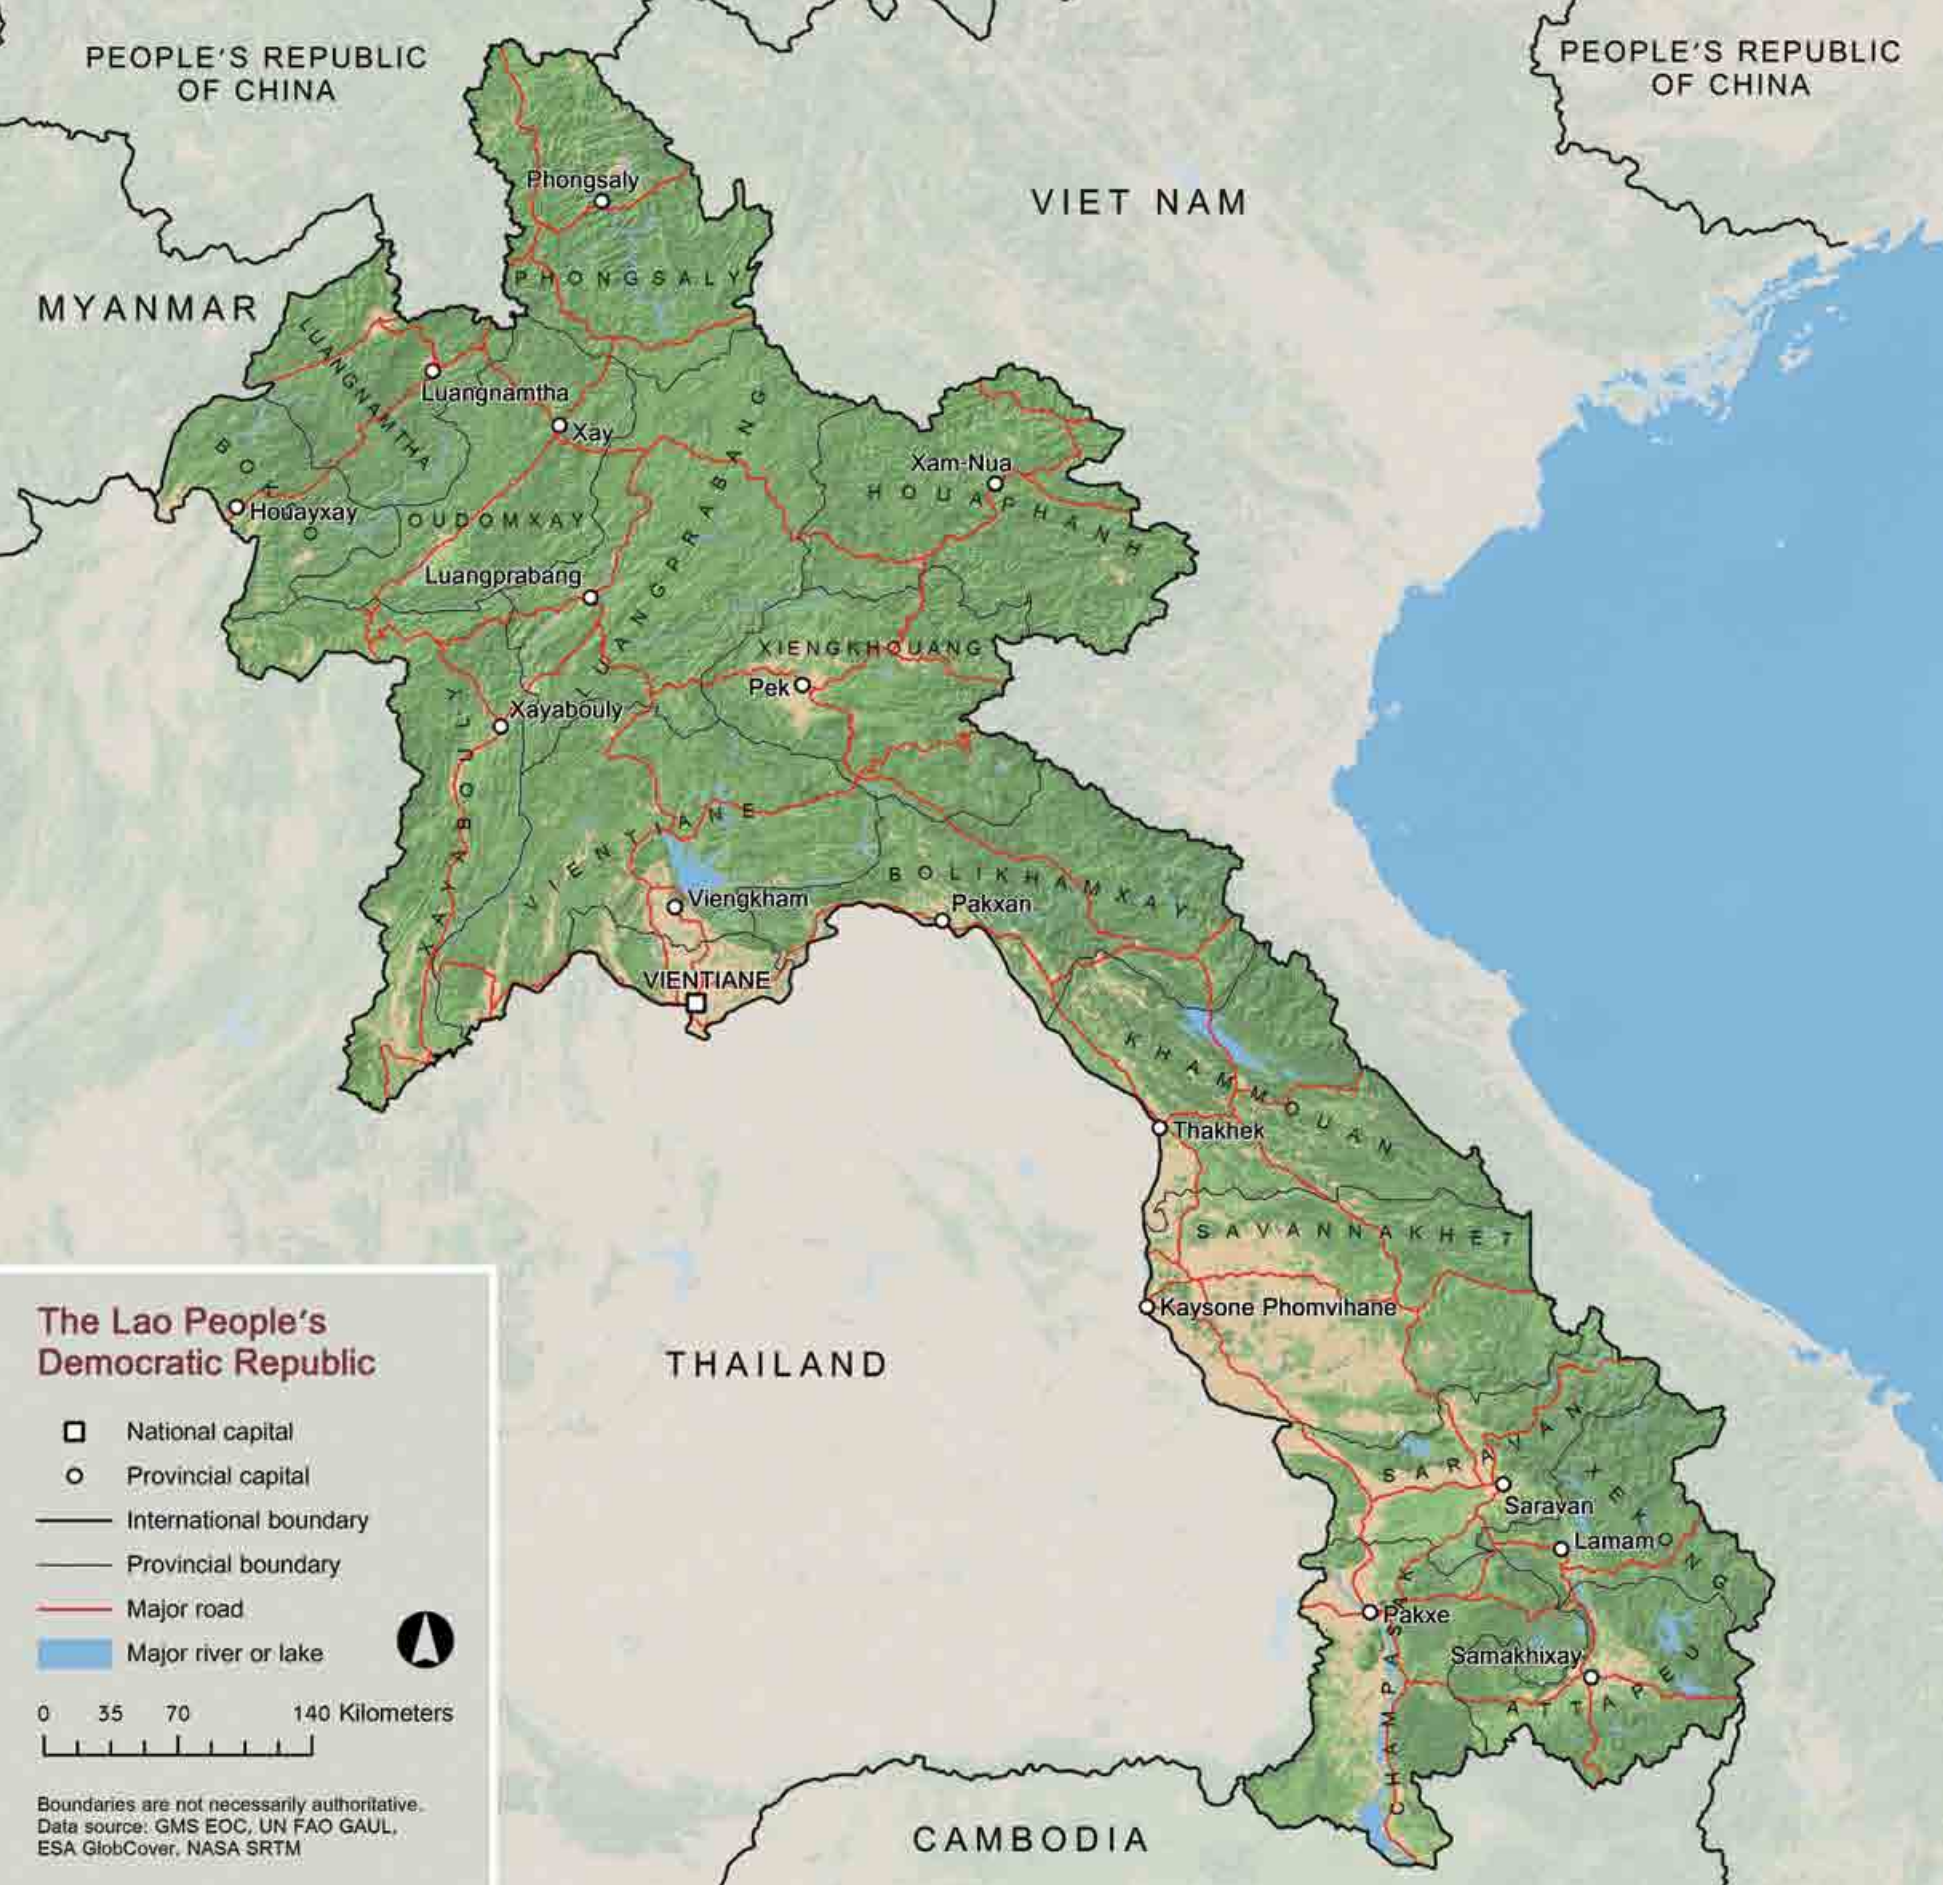 PEOPLE'S REPUBLIC
OF CHINA
PEOPLE'S REPUBLIC
OF CHINA
Phongsaly
VIET NAM
PHONGSALY
MYANMAR
LUANGNAMTHA
Luangnamtha
Xay
BOKEO
Xam-Nua
HOUAPHANH
Houayxay
OUDOMXAY
LUANGPRABANG
Luangprabang
XIENGKHOUANG
Pek
Xayabouly
XAYABOULY
VIENTIANE
BOLIKHAMXAY
Viengkham
Pakxan
VIENTIANE
KHAMMOUAN
Thakhek
SAVANNAKHET
Kaysone Phomvihane
THAILAND
SARAVAN
XEKONG
Saravan
Lamam
Pakxe
CHAMPASAK
Samakhixay
ATTAPEU
CAMBODIA
The Lao People's
Democratic Republic
National capital
Provincial capital
International boundary
Provincial boundary
Major road
Major river or lake
0 35 70 140 Kilometers
Boundaries are not necessarily authoritative.
Data source: GMS EOC, UN FAO GAUL,
ESA GlobCover, NASA SRTM